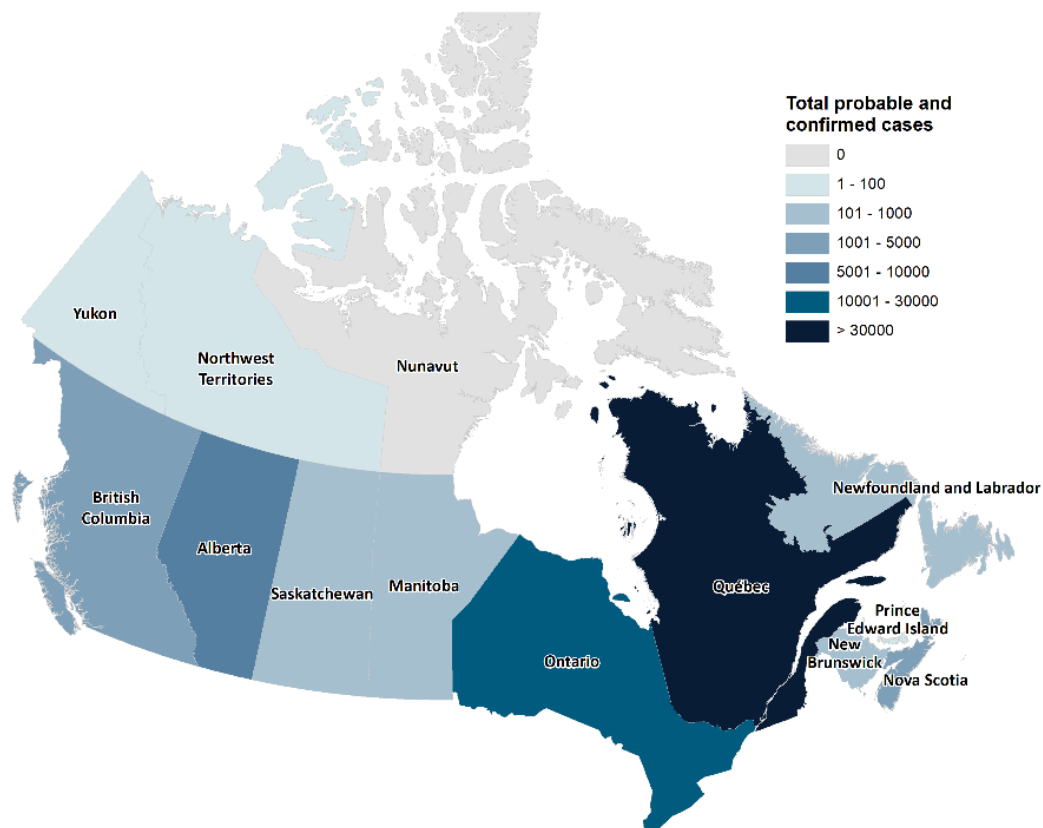 Total probable and
confirmed cases
0
1 - 100
101 - 1000
1001 - 5000
5001 - 10000
10001 - 30000
> 30000
Yukon
Northwest
Territories
Nunavut
British
Columbia
Alberta
Saskatchewan
Manitoba
Ontario
Québec
Newfoundland and Labrador
Prince
Edward Island
New
Brunswick
Nova Scotia